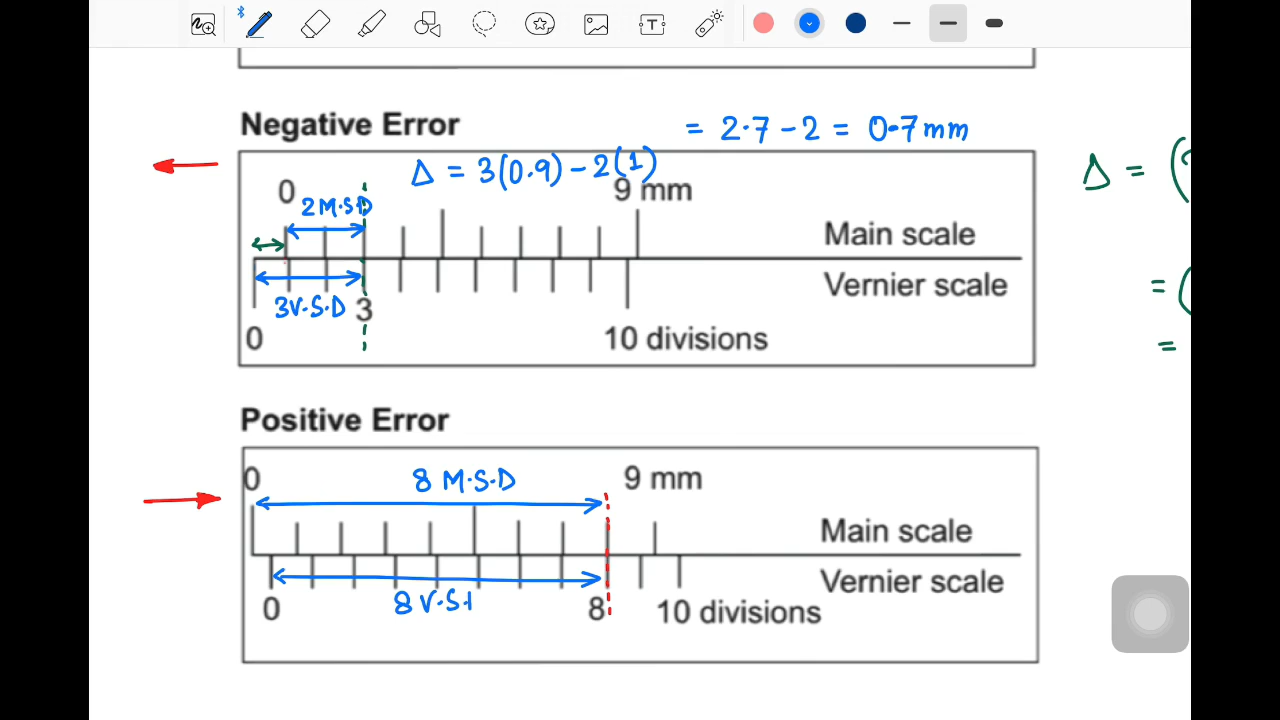 Negative Error
= 2.7 - 2 = 0.7 mm
Δ = 3(0.9) - 2(1)
Δ = (
0
9 mm
2 M.S.D
Main scale
Vernier scale
= (
3V.S.D
3
0
10 divisions
=
Positive Error
0
8 M.S.D
9 mm
Main scale
Vernier scale
8 V.S.
0
8
10 divisions